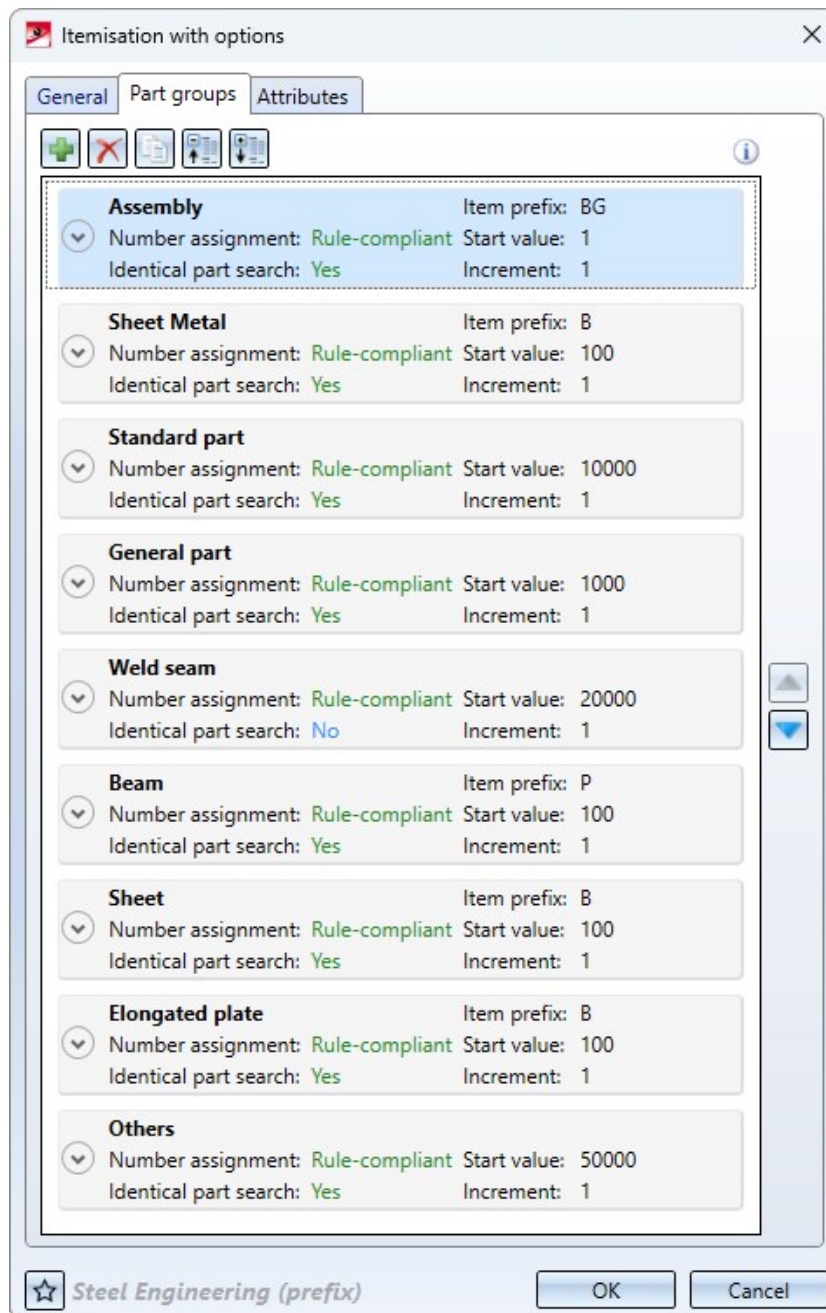 Itemisation with options
General Part groups Attributes
Assembly Item prefix: BG
Number assignment: Rule-compliant Start value: 1
Identical part search: Yes Increment: 1
Sheet Metal Item prefix: B
Number assignment: Rule-compliant Start value: 100
Identical part search: Yes Increment: 1
Standard part
Number assignment: Rule-compliant Start value: 10000
Identical part search: Yes Increment: 1
General part
Number assignment: Rule-compliant Start value: 1000
Identical part search: Yes Increment: 1
Weld seam
Number assignment: Rule-compliant Start value: 20000
Identical part search: No Increment: 1
Beam Item prefix: P
Number assignment: Rule-compliant Start value: 100
Identical part search: Yes Increment: 1
Sheet Item prefix: B
Number assignment: Rule-compliant Start value: 100
Identical part search: Yes Increment: 1
Elongated plate Item prefix: B
Number assignment: Rule-compliant Start value: 100
Identical part search: Yes Increment: 1
Others
Number assignment: Rule-compliant Start value: 50000
Identical part search: Yes Increment: 1
Steel Engineering (prefix) OK Cancel